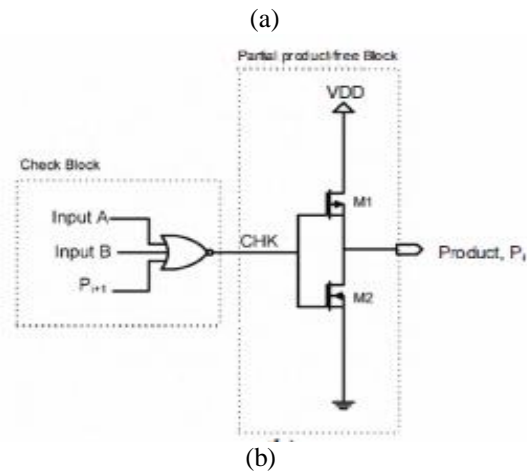 (a)
Partial product-free Block
VDD
Check Block
M1
Input A
Input B
CHK
Product, Pi
Pi+1
M2
(b)